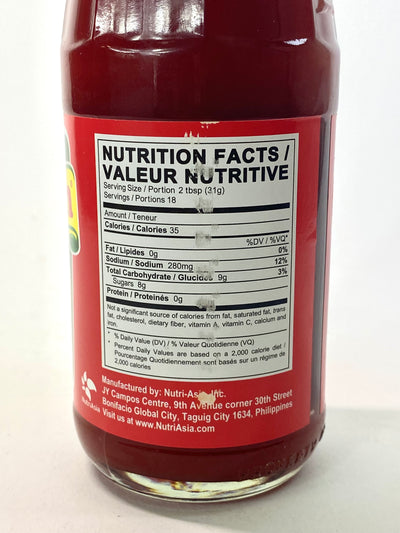 NUTRITION FACTS /
VALEUR NUTRITIVE
Serving Size / Portion 2 tbsp (31g)
Servings / Portions 18
Amount / Teneur
Calories / Calories 35
%DV / %VQ*
Fat / Lipides 0g 0%
Sodium / Sodium 280mg 12%
Total Carbohydrate / Glucides 9g 3%
Sugars 8g
Protein / Protéinés 0g
Not a significant source of calories from fat, saturated fat, trans
fat, cholesterol, dietary fiber, vitamin A, vitamin C, calcium and
iron.
* % Daily Value (DV) / % Valeur Quotidienne (VQ)
* Percent Daily Values are based on a 2,000 calorie diet /
Pourcentage Quotidiennement sont basés sur un régime de
2,000 calories
NutriAsia
Manufactured by: Nutri-Asia, Inc.
JY Campos Centre, 9th Avenue corner 30th Street
Bonifacio Global City, Taguig City 1634, Philippines
Visit us at www.NutriAsia.com